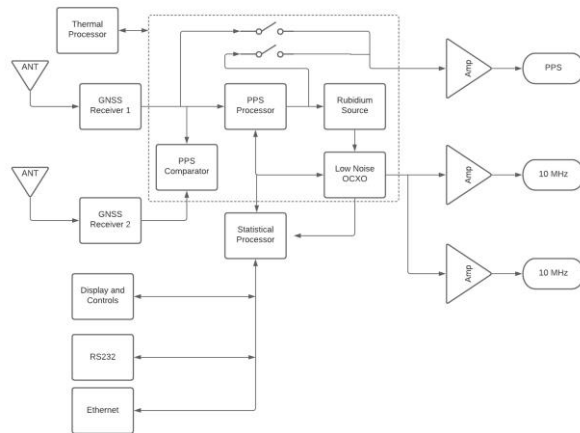 Thermal
Processor
ANT
GNSS
Receiver 1
PPS
Processor
Rubidium
Source
Amp
PPS
PPS
Comparator
Low Noise
OCXO
Amp
10 MHz
ANT
GNSS
Receiver 2
Statistical
Processor
Amp
10 MHz
Display and
Controls
RS232
Ethernet